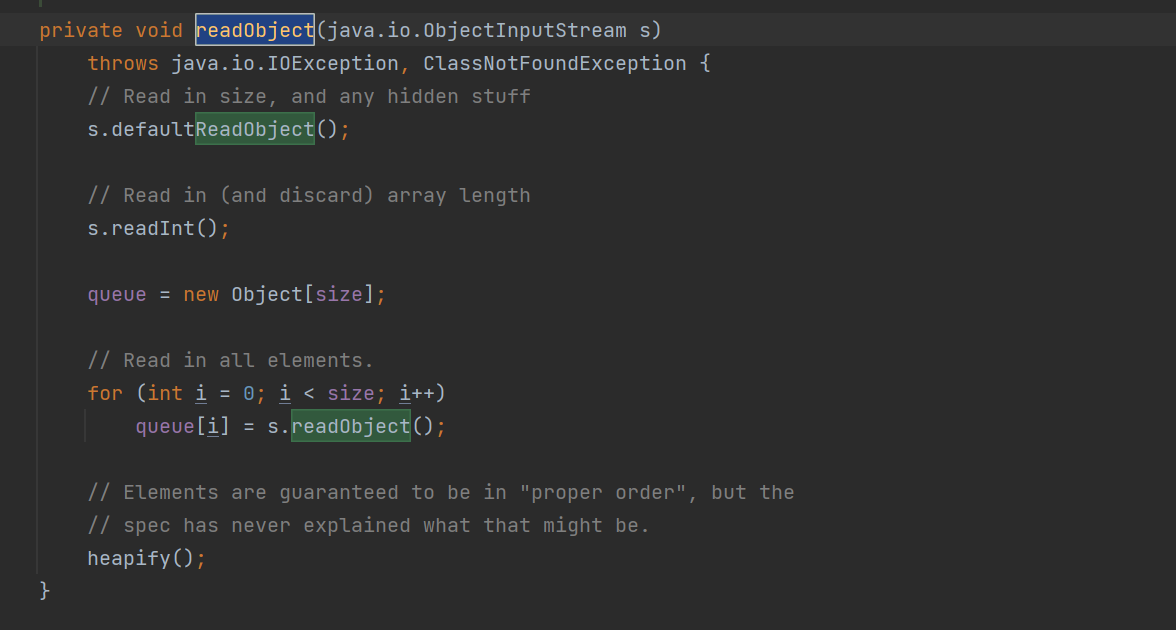 private void readObject(java.io.ObjectInputStream s)
throws java.io.IOException, ClassNotFoundException {
// Read in size, and any hidden stuff
s.defaultReadObject();
// Read in (and discard) array length
s.readInt();
queue = new Object[size];
// Read in all elements.
for (int i = 0; i < size; i++)
queue[i] = s.readObject();
// Elements are guaranteed to be in "proper order", but the
// spec has never explained what that might be.
heapify();
}